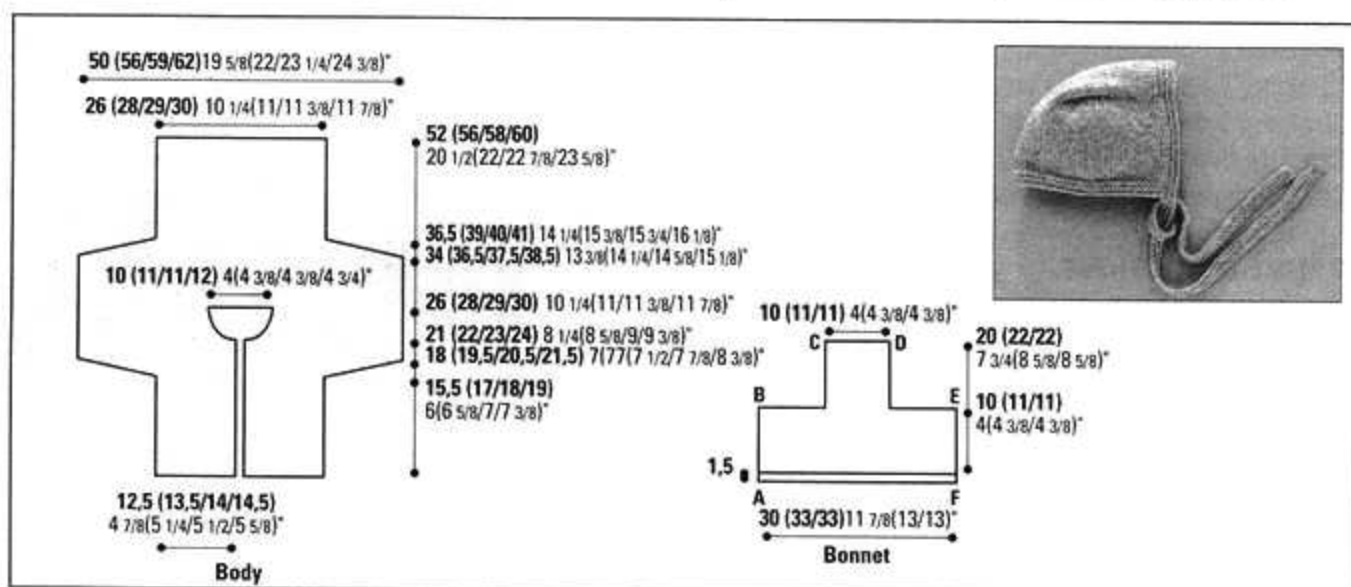 50 (56/59/62)19 5/8(22/23 1/4/24 3/8)"
26 (28/29/30) 10 1/4(11/11 3/8/11 7/8)"
52 (56/58/60)
20 1/2(22/22 7/8/23 5/8)"
36,5 (39/40/41) 14 1/4(15 3/8/15 3/4/16 1/8)"
34 (36,5/37,5/38,5) 13 3/8(14 1/4/14 5/8/15 1/8)"
10 (11/11/12) 4(4 3/8/4 3/8/4 3/4)"
26 (28/29/30) 10 1/4(11/11 3/8/11 7/8)"
21 (22/23/24) 8 1/4(8 5/8/9/9 3/8)"
18 (19,5/20,5/21,5) 7(77(7 1/2/7 7/8/8 3/8)"
15,5 (17/18/19)
6(6 5/8/7/7 3/8)"
12,5 (13,5/14/14,5)
4 7/8(5 1/4/5 1/2/5 5/8)"
Body
10 (11/11) 4(4 3/8/4 3/8)"
C D
20 (22/22)
7 3/4(8 5/8/8 5/8)"
B E
10 (11/11)
4(4 3/8/4 3/8)"
1,5
A F
30 (33/33)11 7/8(13/13)"
Bonnet